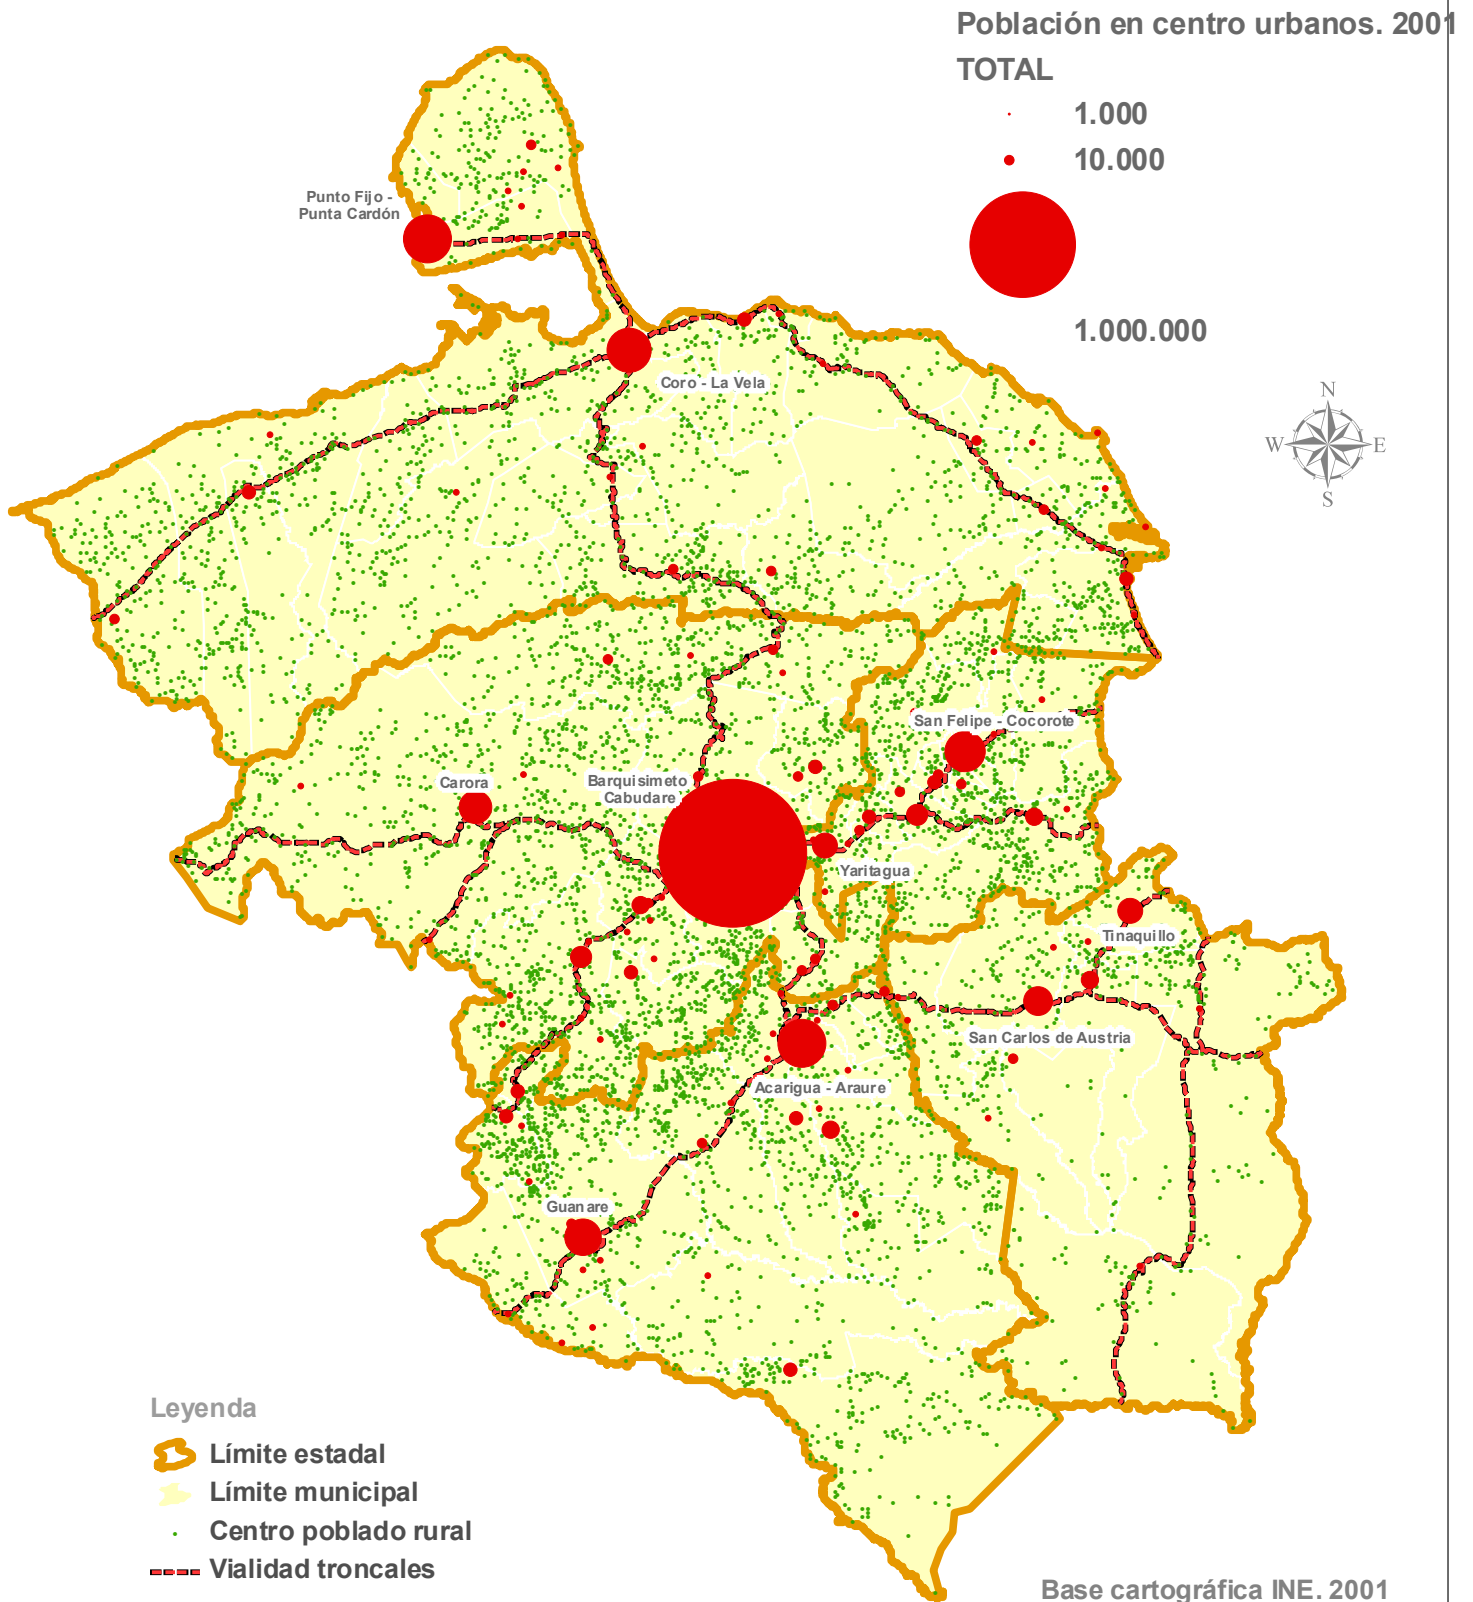 Población en centro urbanos. 2001
TOTAL
1.000
10.000
1.000.000
Punto Fijo -
Punta Cardón
Coro - La Vela
N
W
E
S
San Felipe - Cocorote
Carora
Barquisimeto
Cabudare
Yaritagua
Tinaquillo
San Carlos de Austria
Acarigua - Araure
Guanare
Leyenda
Límite estadal
Límite municipal
Centro poblado rural
Vialidad troncales
Base cartográfica INE. 2001